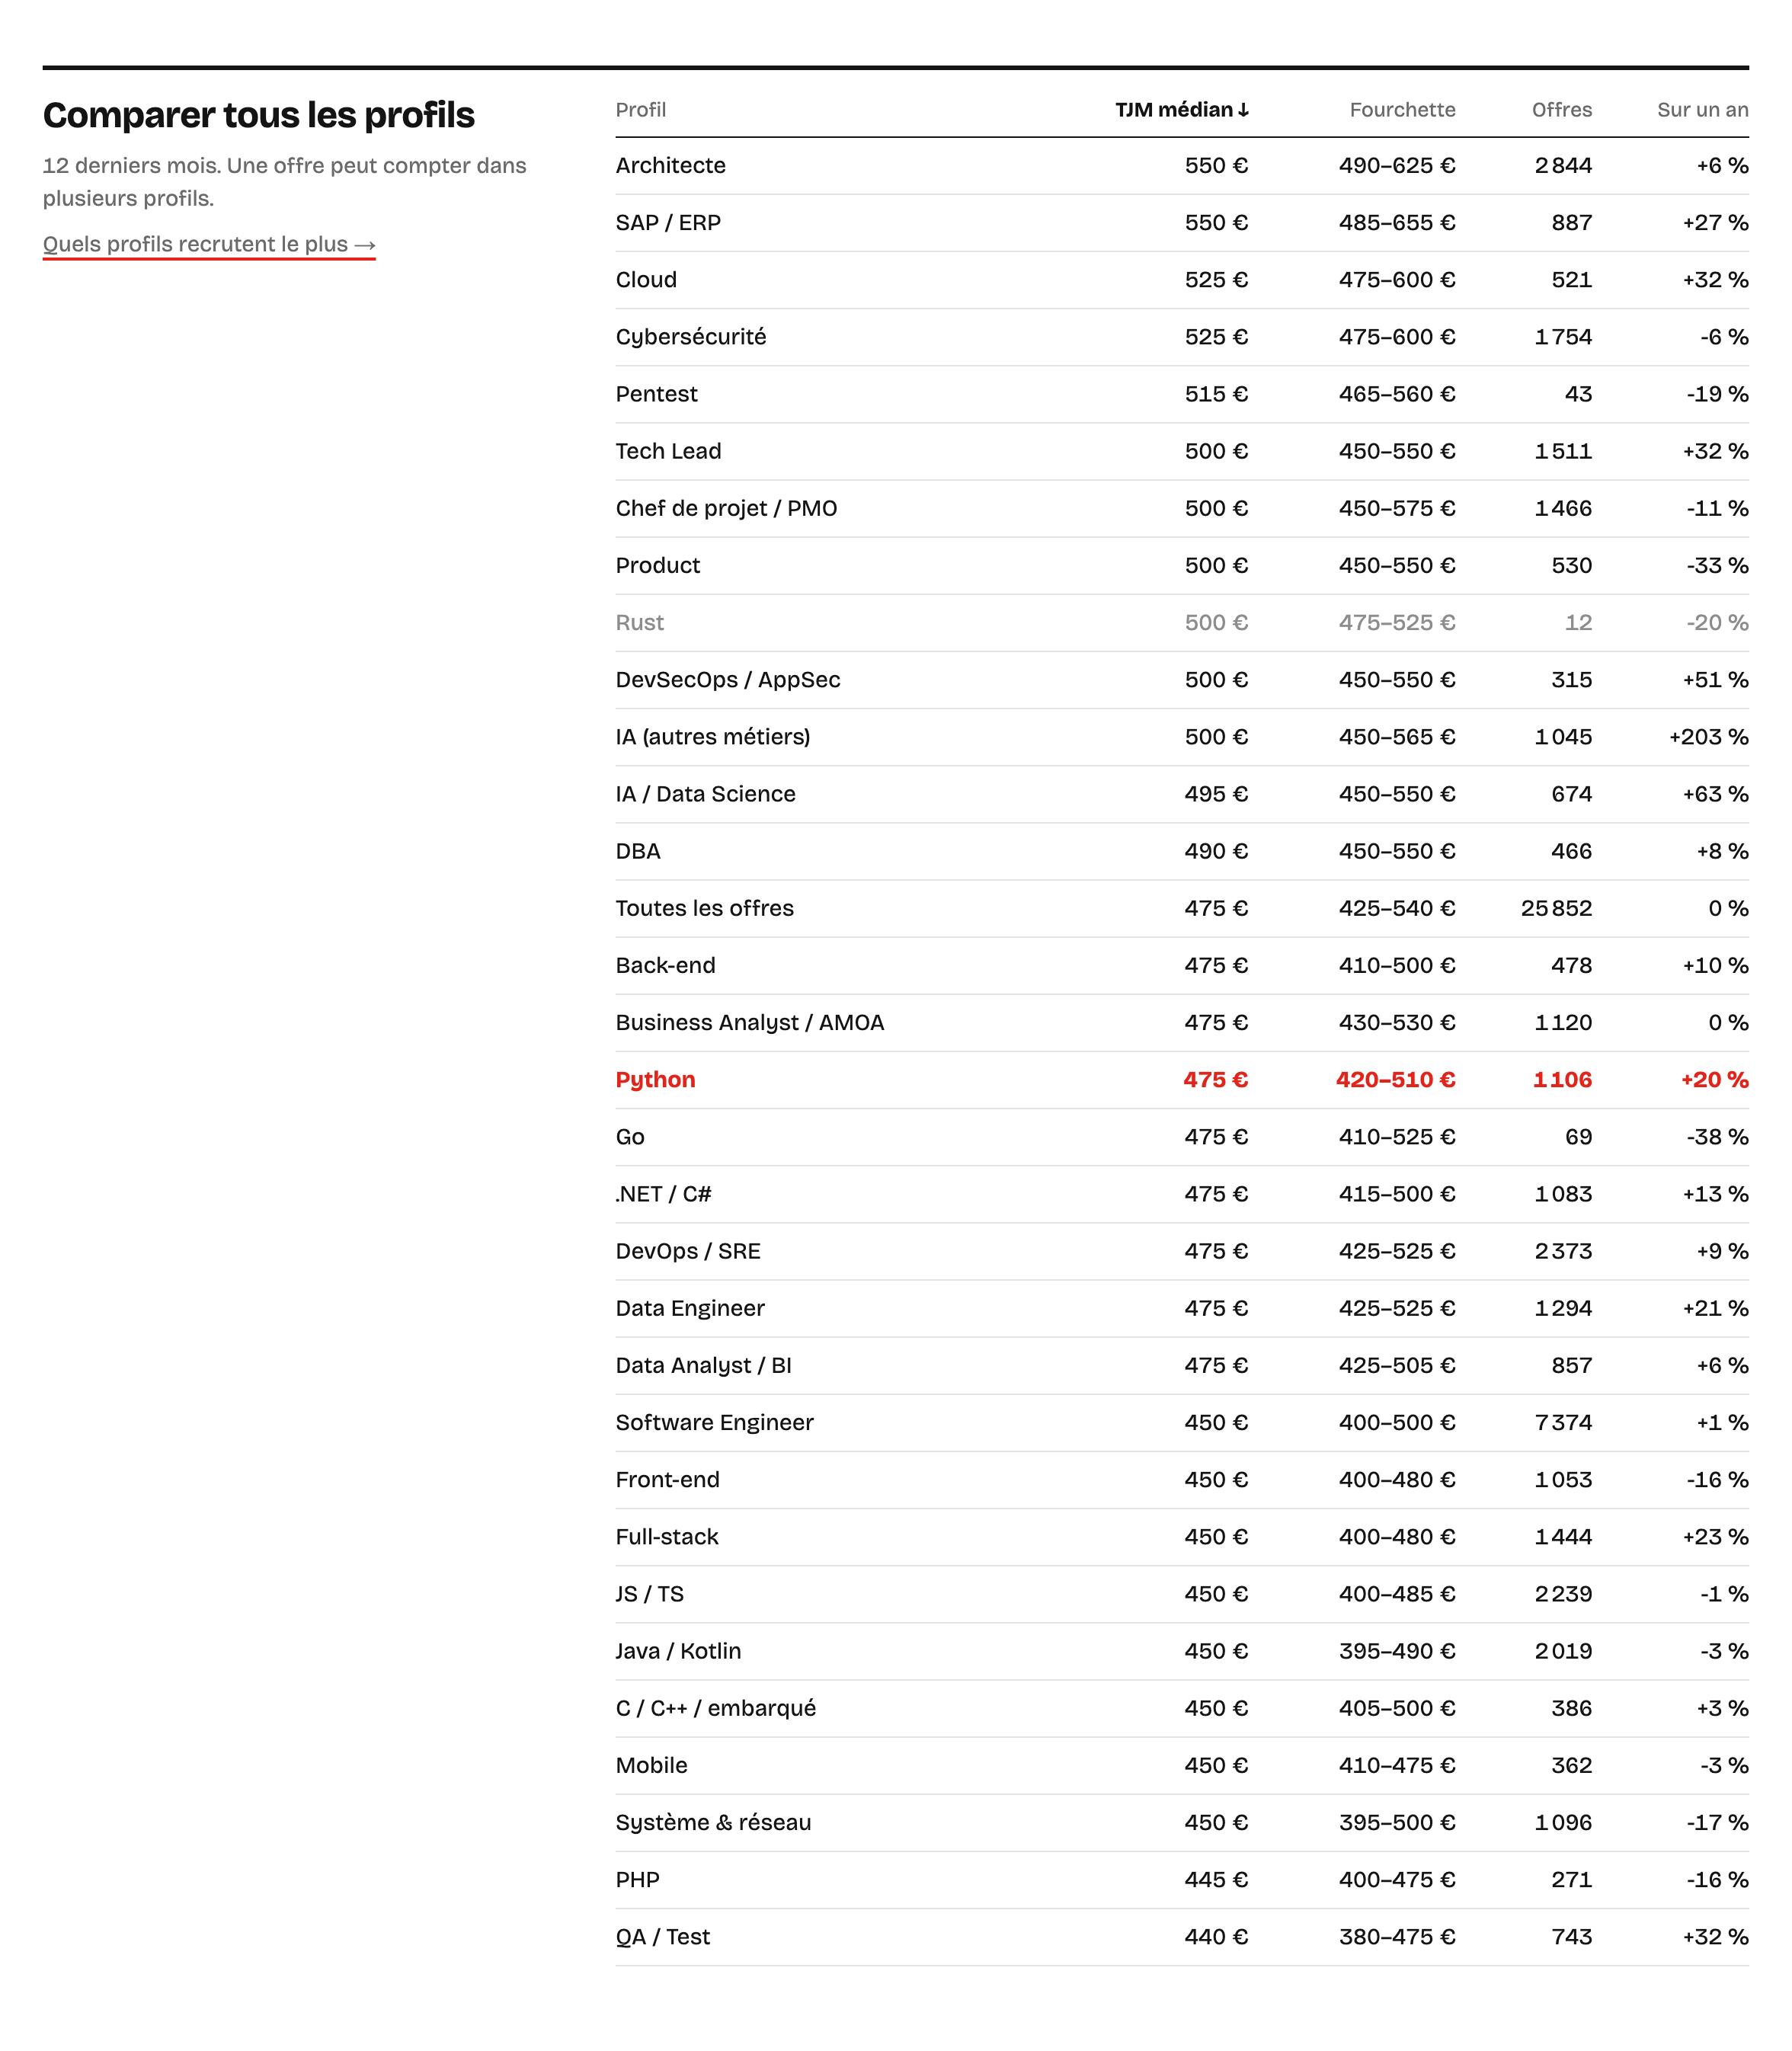 Comparer tous les profils
12 derniers mois. Une offre peut compter dans
plusieurs profils.
Quels profils recrutent le plus →
Profil TJM médian ↓ Fourchette Offres Sur un an
Architecte 550 € 490–625 € 2 844 +6 %
SAP / ERP 550 € 485–655 € 887 +27 %
Cloud 525 € 475–600 € 521 +32 %
Cybersécurité 525 € 475–600 € 1 754 -6 %
Pentest 515 € 465–560 € 43 -19 %
Tech Lead 500 € 450–550 € 1 511 +32 %
Chef de projet / PMO 500 € 450–575 € 1 466 -11 %
Product 500 € 450–550 € 530 -33 %
Rust 500 € 475–525 € 12 -20 %
DevSecOps / AppSec 500 € 450–550 € 315 +51 %
IA (autres métiers) 500 € 450–565 € 1 045 +203 %
IA / Data Science 495 € 450–550 € 674 +63 %
DBA 490 € 450–550 € 466 +8 %
Toutes les offres 475 € 425–540 € 25 852 0 %
Back-end 475 € 410–500 € 478 +10 %
Business Analyst / AMOA 475 € 430–530 € 1 120 0 %
Python 475 € 420–510 € 1 106 +20 %
Go 475 € 410–525 € 69 -38 %
.NET / C# 475 € 415–500 € 1 083 +13 %
DevOps / SRE 475 € 425–525 € 2 373 +9 %
Data Engineer 475 € 425–525 € 1 294 +21 %
Data Analyst / BI 475 € 425–505 € 857 +6 %
Software Engineer 450 € 400–500 € 7 374 +1 %
Front-end 450 € 400–480 € 1 053 -16 %
Full-stack 450 € 400–480 € 1 444 +23 %
JS / TS 450 € 400–485 € 2 239 -1 %
Java / Kotlin 450 € 395–490 € 2 019 -3 %
C / C++ / embarqué 450 € 405–500 € 386 +3 %
Mobile 450 € 410–475 € 362 -3 %
Système & réseau 450 € 395–500 € 1 096 -17 %
PHP 445 € 400–475 € 271 -16 %
QA / Test 440 € 380–475 € 743 +32 %